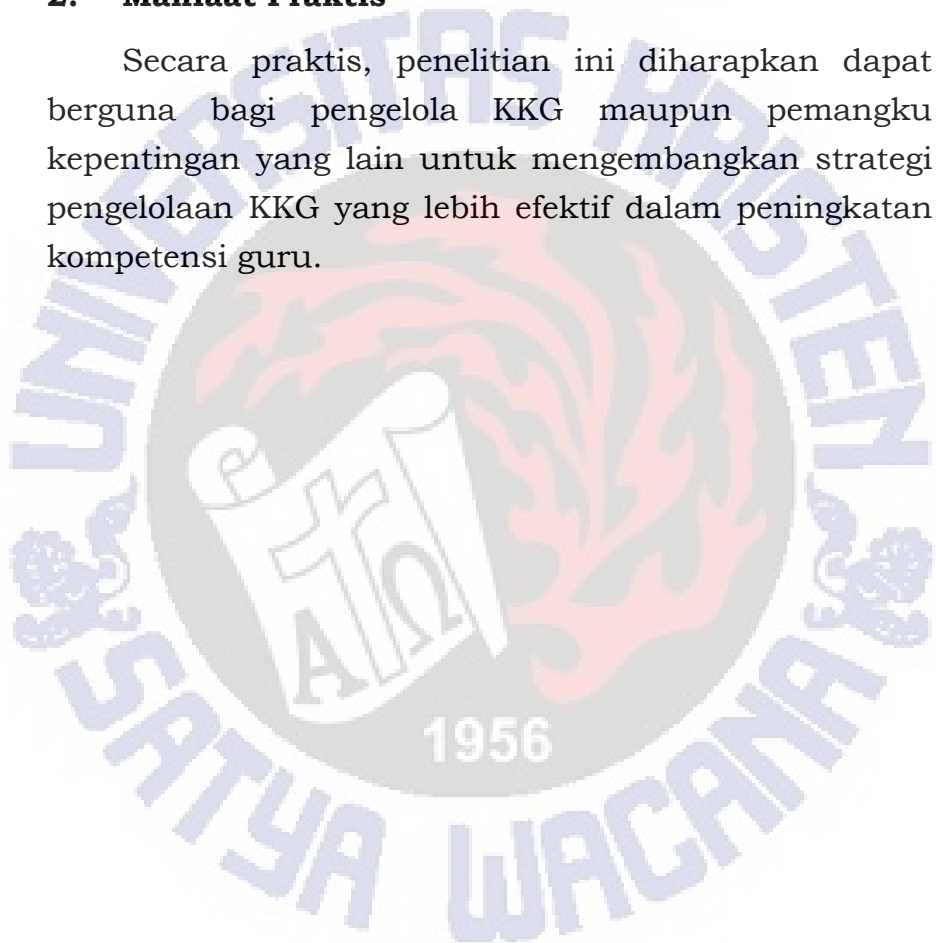 2. Manfaat Praktis
Secara praktis, penelitian ini diharapkan dapat
berguna bagi pengelola KKG maupun pemangku
kepentingan yang lain untuk mengembangkan strategi
pengelolaan KKG yang lebih efektif dalam peningkatan
kompetensi guru.
UNIVERSITAS KRISTEN
Α Ω
1956
SATYA WACANA